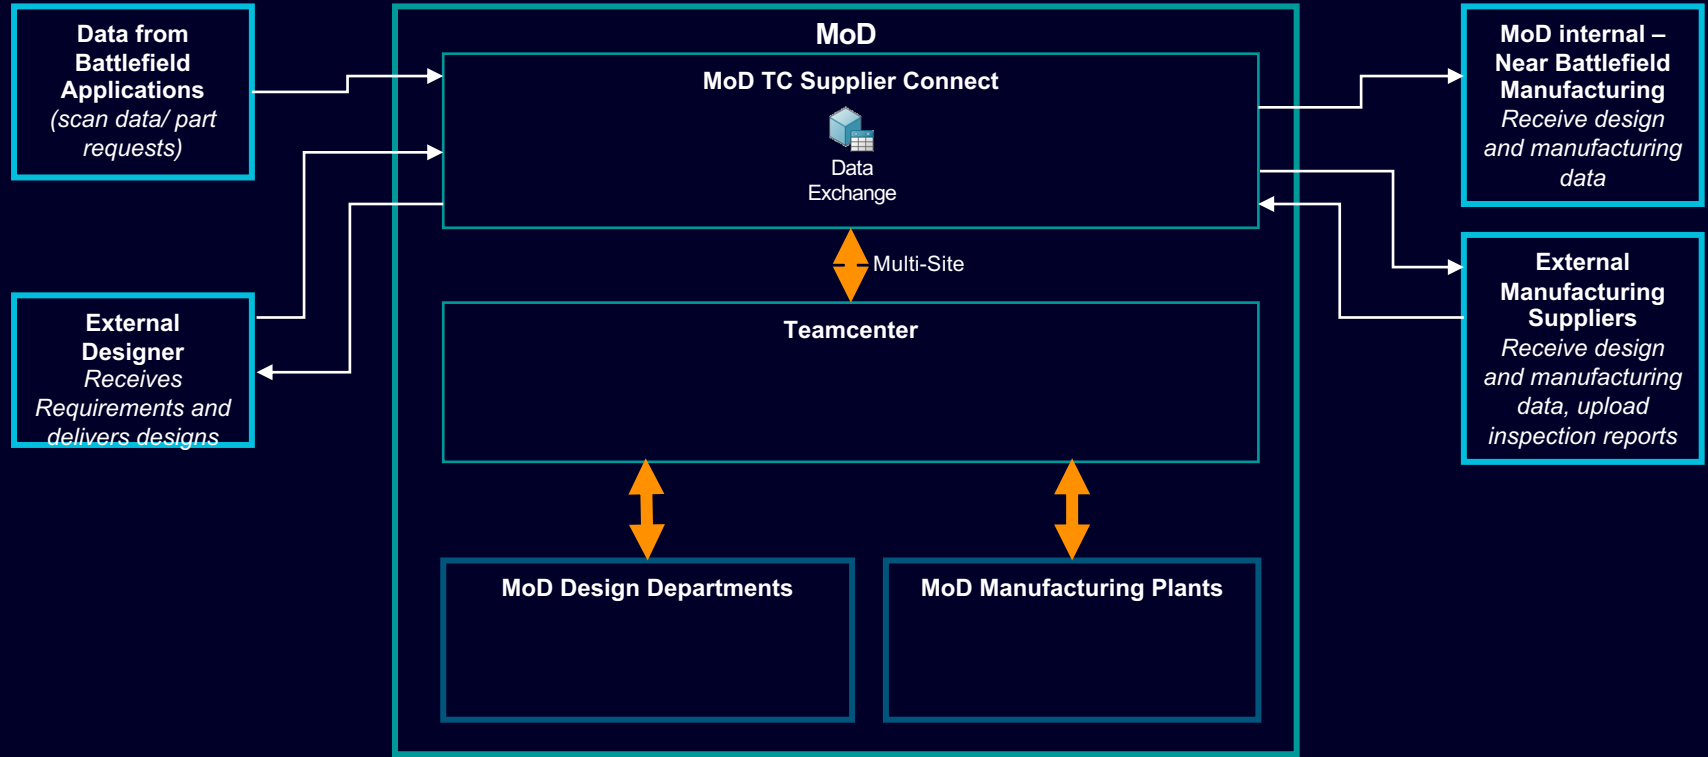 Data from
Battlefield
Applications
(scan data/ part
requests)
External
Designer
Receives
Requirements and
delivers designs
MoD
MoD TC Supplier Connect
Data
Exchange
Multi-Site
Teamcenter
MoD Design Departments
MoD Manufacturing Plants
MoD internal –
Near Battlefield
Manufacturing
Receive design
and manufacturing
data
External
Manufacturing
Suppliers
Receive design
and manufacturing
data, upload
inspection reports